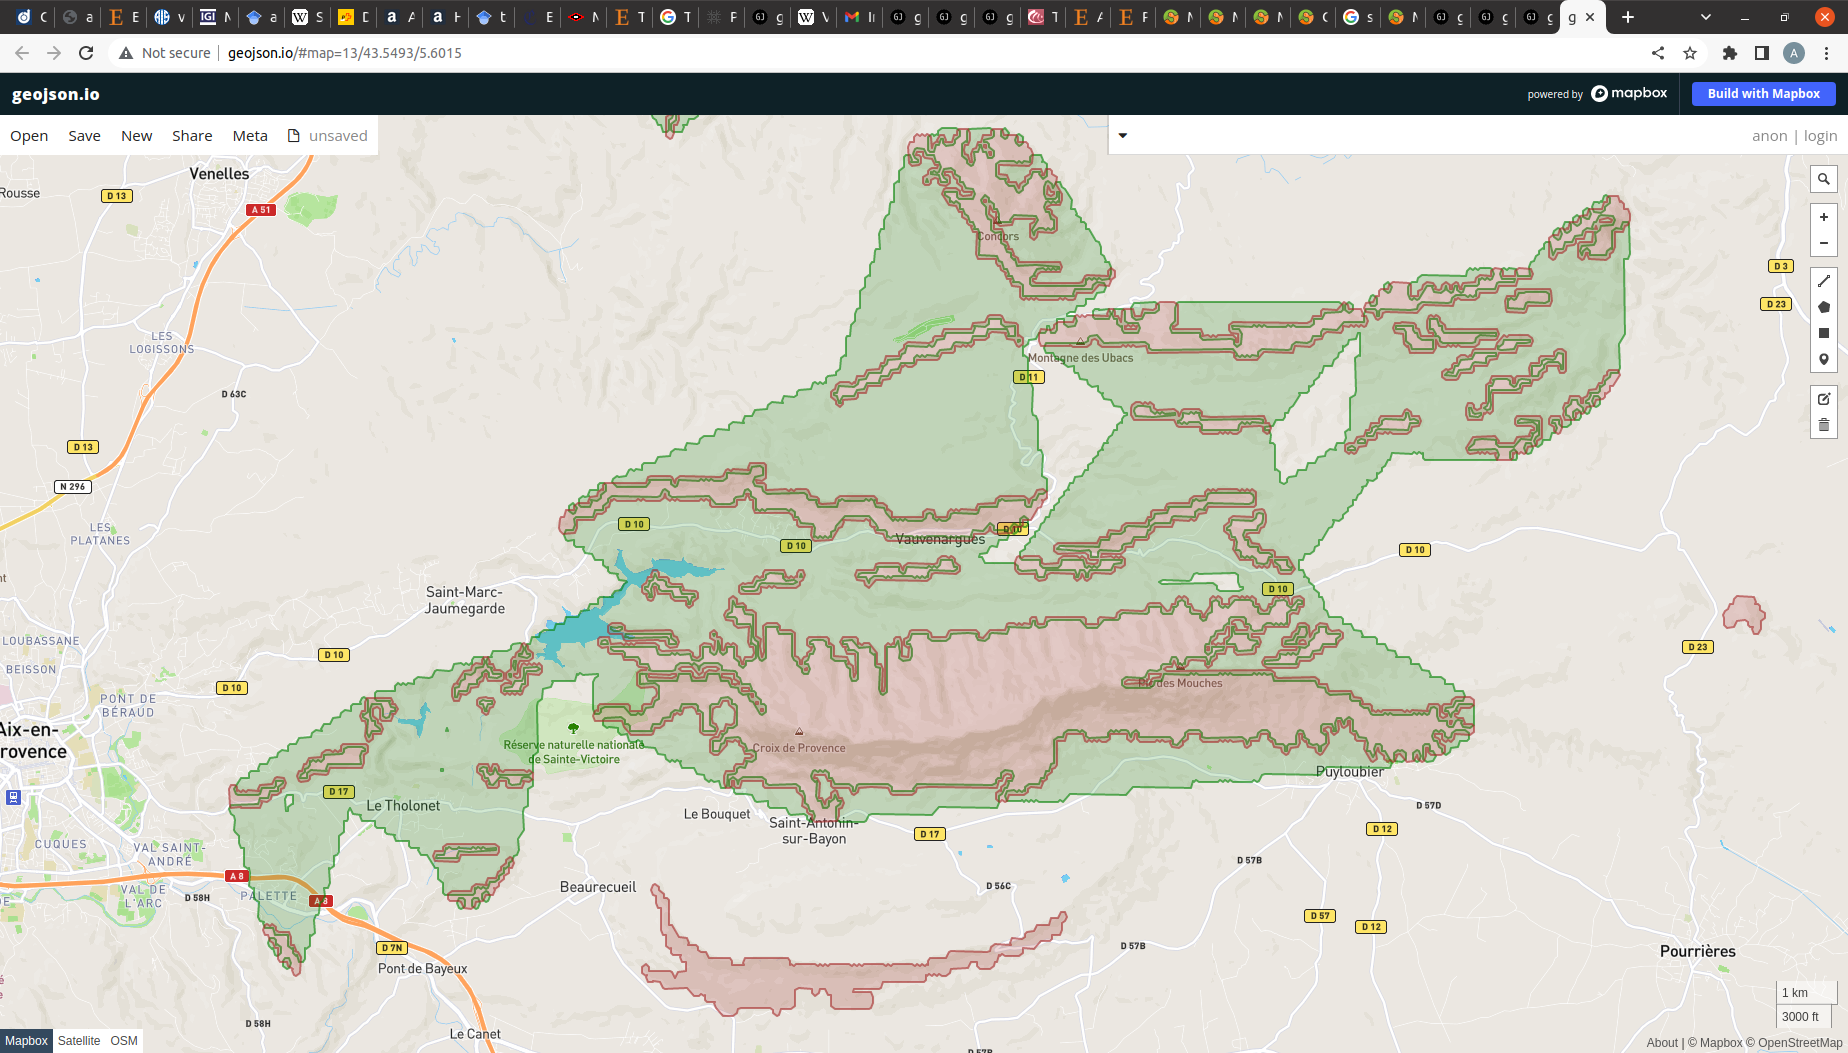 Not secure
geojson.io/#map=13/43.5493/5.6015
A
geojson.io
powered by mapbox
Build with Mapbox
Open Save New Share Meta unsaved
anon | login
Venelles
Rousse
D 13
A 51
Condors
D 3
D 23
LES
LOGISSONS
Montagne des Ubacs
D 11
D 63C
D 13
N 296
D 10
LES
PLATANES
D 10
D 10
Vauvenargues
D 10
D 10
Saint-Marc-
Jaumegarde
LOUBASSANE
BEISSON
D 10
D 23
D 10
PONT DE
BÉRAUD
Pic des Mouches
Aix-en-
rovence
Réserve naturelle nationale
de Sainte-Victoire
Croix de Provence
Puyloubier
D 17
Le Tholonet
Le Bouquet
Saint-Antonin-
sur-Bayon
D 17
D 57D
D 12
CUQUES
VAL SAINT-
ANDRÉ
D 57B
A 8
PALETTE
VAL DE
L'ARC
D 58H
A 8
Beaurecueil
D 56C
D 57
D 12
D 7N
D 57B
Pourrières
Pont de Bayeux
D 58H
Le Canet
D 57B
1 km
3000 ft
Mapbox Satellite OSM
About | © Mapbox © OpenStreetMap